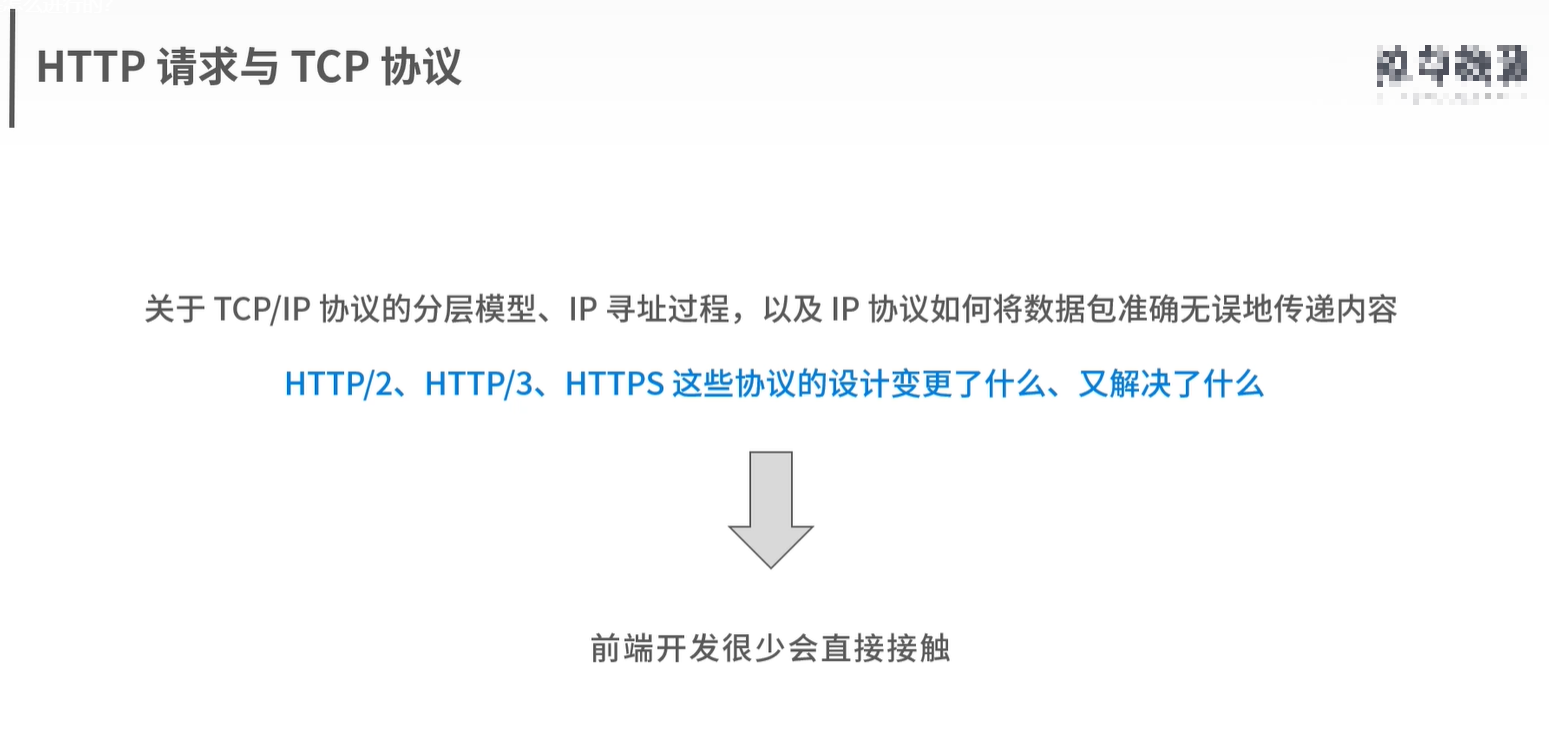 HTTP 请求与 TCP 协议
关于 TCP/IP 协议的分层模型、IP 寻址过程，以及 IP 协议如何将数据包准确无误地传递内容
HTTP/2、HTTP/3、HTTPS 这些协议的设计变更了什么、又解决了什么
前端开发很少会直接接触